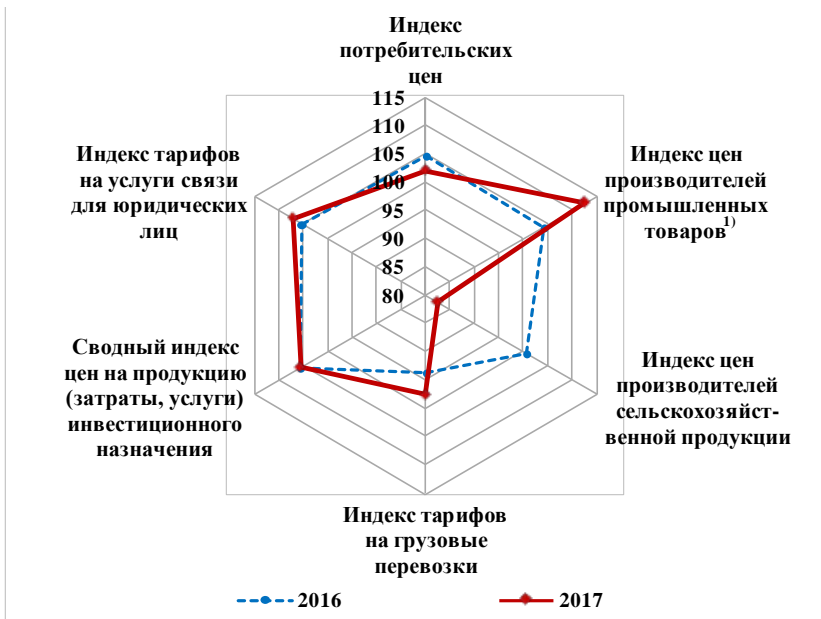 Индекс
потребительских
цен
115
110
105
100
95
90
85
80
Индекс тарифов
на услуги связи
для юридических
лиц
Индекс цен
производителей
промышленных
товаров¹⁾
Сводный индекс
цен на продукцию
(затраты, услуги)
инвестиционного
назначения
Индекс цен
производителей
сельскохозяйст-
венной продукции
Индекс тарифов
на грузовые
перевозки
2016
2017